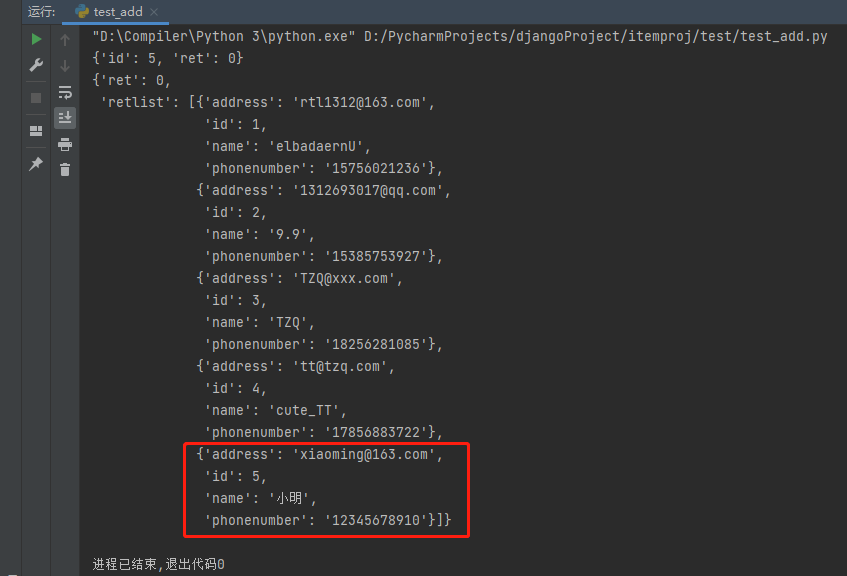 运行: test_add
"D:\Compiler\Python 3\python.exe" D:/PycharmProjects/djangoProject/itemproj/test/test_add.py
{'id': 5, 'ret': 0}
{'ret': 0,
 'retlist': [{'address': 'rtl1312@163.com',
              'id': 1,
              'name': 'elbadaernU',
              'phonenumber': '15756021236'},
             {'address': '1312693017@qq.com',
              'id': 2,
              'name': '9.9',
              'phonenumber': '15385753927'},
             {'address': 'TZQ@xxx.com',
              'id': 3,
              'name': 'TZQ',
              'phonenumber': '18256281085'},
             {'address': 'tt@tzq.com',
              'id': 4,
              'name': 'cute_TT',
              'phonenumber': '17856883722'},
             {'address': 'xiaoming@163.com',
              'id': 5,
              'name': '小明',
              'phonenumber': '12345678910'}]}
进程已结束,退出代码0